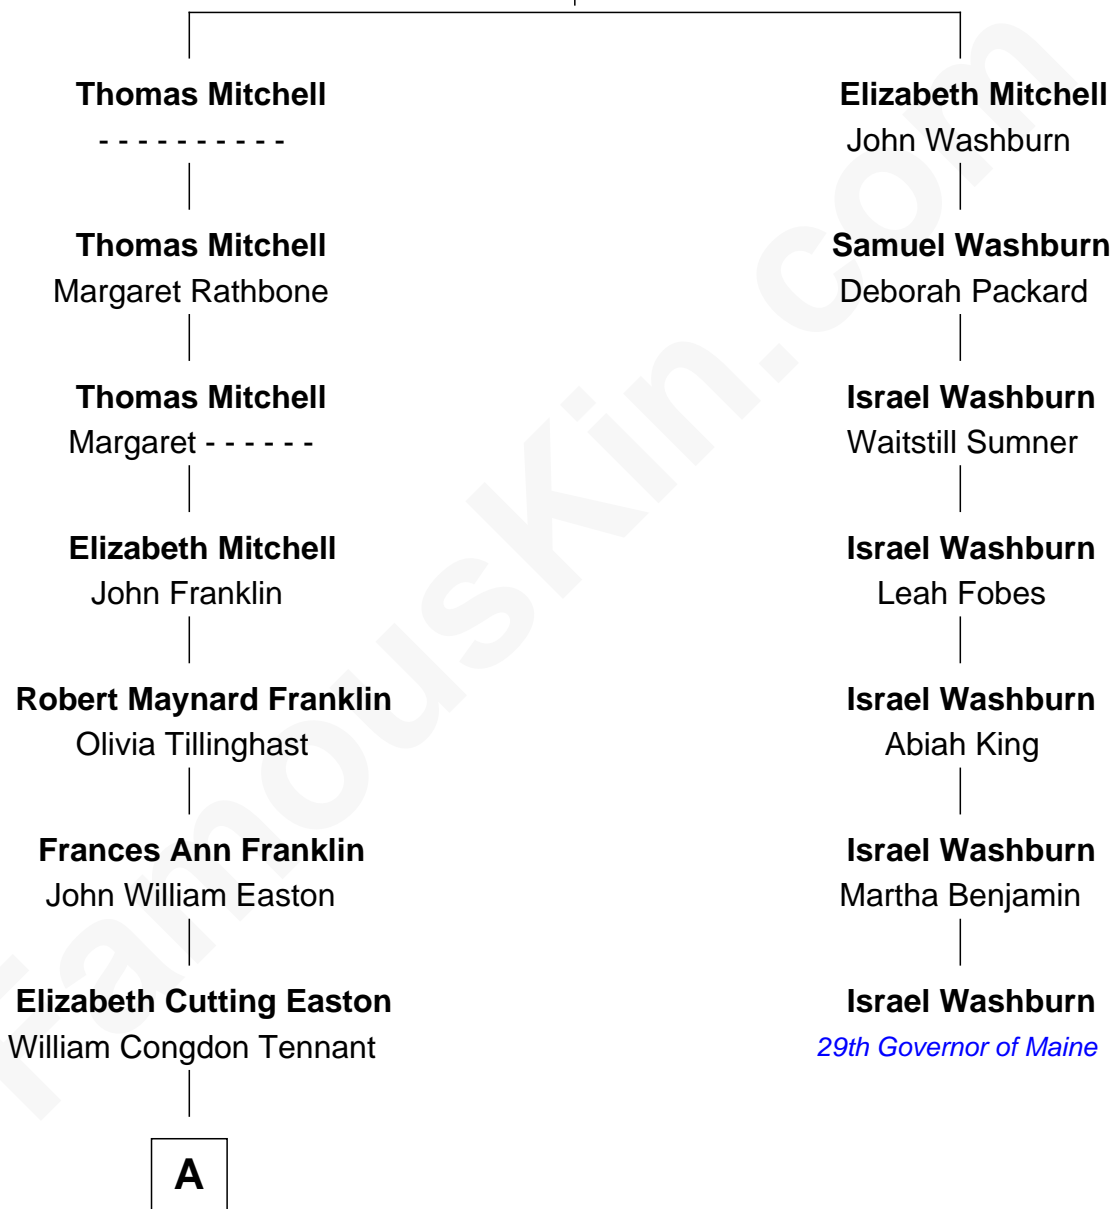 Thomas Mitchell
- - - - - - - - - -
Elizabeth Mitchell
John Washburn
Thomas Mitchell
Margaret Rathbone
Samuel Washburn
Deborah Packard
Thomas Mitchell
Margaret - - - - - -
Israel Washburn
Waitstill Sumner
Elizabeth Mitchell
John Franklin
Israel Washburn
Leah Fobes
Robert Maynard Franklin
Olivia Tillinghast
Israel Washburn
Abiah King
Frances Ann Franklin
John William Easton
Israel Washburn
Martha Benjamin
Elizabeth Cutting Easton
William Congdon Tennant
Israel Washburn
29th Governor of Maine
A
FamousKin.com